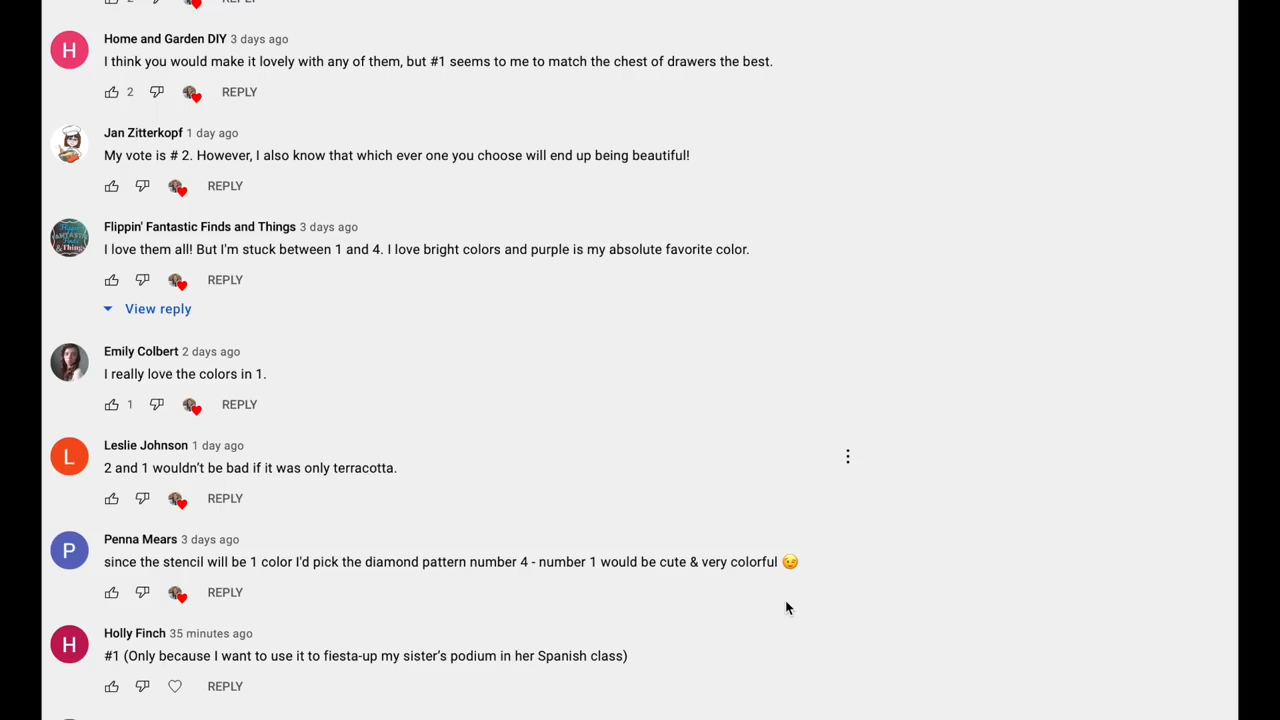 2 REPLY
H Home and Garden DIY 3 days ago
I think you would make it lovely with any of them, but #1 seems to me to match the chest of drawers the best.
2 REPLY
Jan Zitterkopf 1 day ago
My vote is # 2. However, I also know that which ever one you choose will end up being beautiful!
REPLY
Flippin' Fantastic Finds and Things 3 days ago
I love them all! But I'm stuck between 1 and 4. I love bright colors and purple is my absolute favorite color.
REPLY
View reply
Emily Colbert 2 days ago
I really love the colors in 1.
1 REPLY
L Leslie Johnson 1 day ago
2 and 1 wouldn’t be bad if it was only terracotta.
REPLY
P Penna Mears 3 days ago
since the stencil will be 1 color I'd pick the diamond pattern number 4 - number 1 would be cute & very colorful 😉
REPLY
H Holly Finch 35 minutes ago
#1 (Only because I want to use it to fiesta-up my sister’s podium in her Spanish class)
REPLY